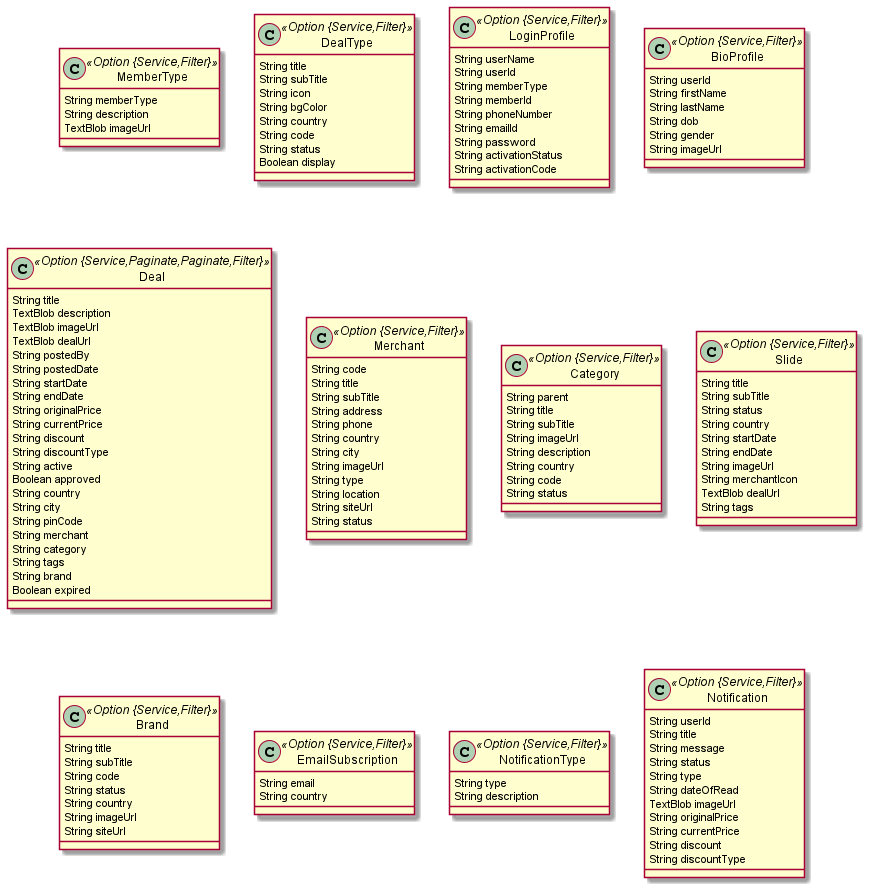 C «Option {Service,Filter}»
MemberType
String memberType
String description
TextBlob imageUrl
C «Option {Service,Filter}»
DealType
String title
String subTitle
String icon
String bgColor
String country
String code
String status
Boolean display
C «Option {Service,Filter}»
LoginProfile
String userName
String userId
String memberType
String memberId
String phoneNumber
String emailId
String password
String activationStatus
String activationCode
C «Option {Service,Filter}»
BioProfile
String userId
String firstName
String lastName
String dob
String gender
String imageUrl
C «Option {Service,Paginate,Paginate,Filter}»
Deal
String title
TextBlob description
TextBlob imageUrl
TextBlob dealUrl
String postedBy
String postedDate
String startDate
String endDate
String originalPrice
String currentPrice
String discount
String discountType
String active
Boolean approved
String country
String city
String pinCode
String merchant
String category
String tags
String brand
Boolean expired
C «Option {Service,Filter}»
Merchant
String code
String title
String subTitle
String address
String phone
String country
String city
String imageUrl
String type
String location
String siteUrl
String status
C «Option {Service,Filter}»
Category
String parent
String title
String subTitle
String imageUrl
String description
String country
String code
String status
C «Option {Service,Filter}»
Slide
String title
String subTitle
String status
String country
String startDate
String endDate
String imageUrl
String merchantIcon
TextBlob dealUrl
String tags
C «Option {Service,Filter}»
Brand
String title
String subTitle
String code
String status
String country
String imageUrl
String siteUrl
C «Option {Service,Filter}»
EmailSubscription
String email
String country
C «Option {Service,Filter}»
NotificationType
String type
String description
C «Option {Service,Filter}»
Notification
String userId
String title
String message
String status
String type
String dateOfRead
TextBlob imageUrl
String originalPrice
String currentPrice
String discount
String discountType